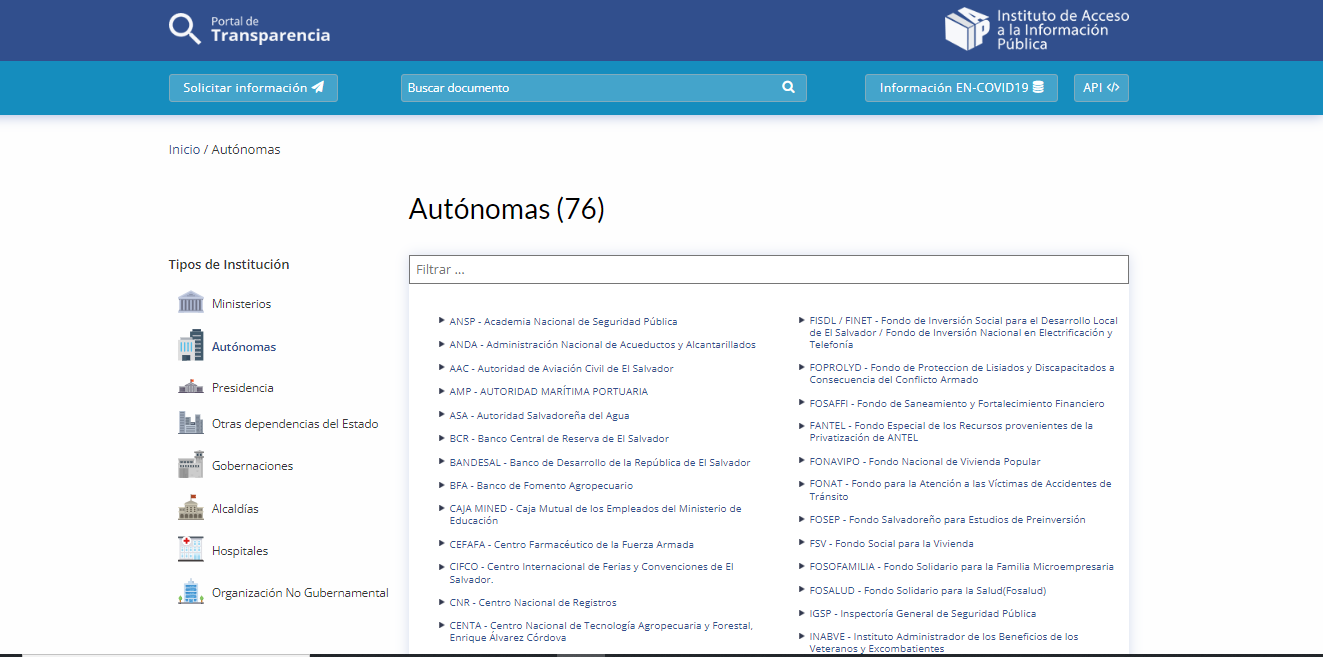 Portal de
Transparencia
Instituto de Acceso
a la Información
Pública
Solicitar información
Buscar documento
Información EN-COVID19
API </>
Inicio / Autónomas
Autónomas (76)
Tipos de Institución
Ministerios
Autónomas
Presidencia
Otras dependencias del Estado
Gobernaciones
Alcaldías
Hospitales
Organización No Gubernamental
Filtrar ...
ANSP - Academia Nacional de Seguridad Pública
ANDA - Administración Nacional de Acueductos y Alcantarillados
AAC - Autoridad de Aviación Civil de El Salvador
AMP - AUTORIDAD MARÍTIMA PORTUARIA
ASA - Autoridad Salvadoreña del Agua
BCR - Banco Central de Reserva de El Salvador
BANDESAL - Banco de Desarrollo de la República de El Salvador
BFA - Banco de Fomento Agropecuario
CAJA MINED - Caja Mutual de los Empleados del Ministerio de
Educación
CEFAFA - Centro Farmacéutico de la Fuerza Armada
CIFCO - Centro Internacional de Ferias y Convenciones de El
Salvador.
CNR - Centro Nacional de Registros
CENTA - Centro Nacional de Tecnología Agropecuaria y Forestal,
Enrique Álvarez Córdova
FISDL / FINET - Fondo de Inversión Social para el Desarrollo Local
de El Salvador / Fondo de Inversión Nacional en Electrificación y
Telefonía
FOPROLYD - Fondo de Proteccion de Lisiados y Discapacitados a
Consecuencia del Conflicto Armado
FOSAFFI - Fondo de Saneamiento y Fortalecimiento Financiero
FANTEL - Fondo Especial de los Recursos provenientes de la
Privatización de ANTEL
FONAVIPO - Fondo Nacional de Vivienda Popular
FONAT - Fondo para la Atención a las Víctimas de Accidentes de
Tránsito
FOSEP - Fondo Salvadoreño para Estudios de Preinversión
FSV - Fondo Social para la Vivienda
FOSOFAMILIA - Fondo Solidario para la Familia Microempresaria
FOSALUD - Fondo Solidario para la Salud(Fosalud)
IGSP - Inspectoría General de Seguridad Pública
INABVE - Instituto Administrador de los Beneficios de los
Veteranos y Excombatientes